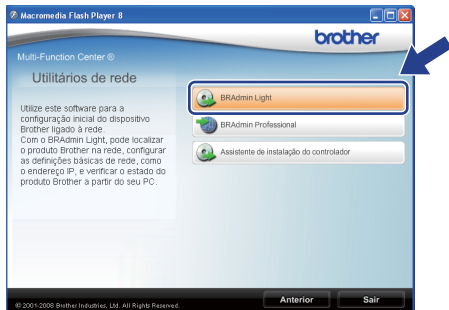 Macromedia Flash Player 8
brother
Multi-Function Center ®
Utilitários de rede
Utilize este software para a
configuração inicial do dispositivo
Brother ligado à rede.
Com o BRAdmin Light, pode localizar
o produto Brother na rede, configurar
as definições básicas de rede, como
o endereço IP, e verificar o estado do
produto Brother a partir do seu PC.
BRAdmin Light
BRAdmin Professional
Assistente de instalação do controlador
© 2001-2008 Brother Industries, Ltd. All Rights Reserved.
Anterior
Sair